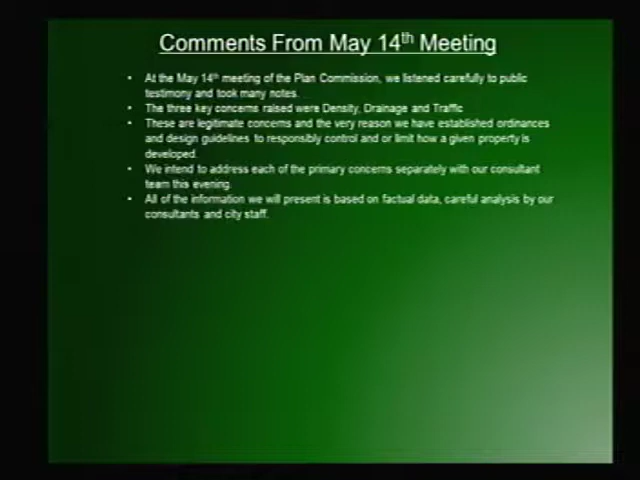 Comments From May 14th Meeting
• At the May 14th meeting of the Plan Commission, we listened carefully to public
testimony and took many notes.
• The three key concerns raised were Density, Drainage and Traffic
• These are legitimate concerns and the very reason we have established ordinances
and design guidelines to responsibly control and or limit how a given property is
developed.
• We intend to address each of the primary concerns separately with our consultant
team this evening.
• All of the information we will present is based on factual data, careful analysis by our
consultants and city staff.